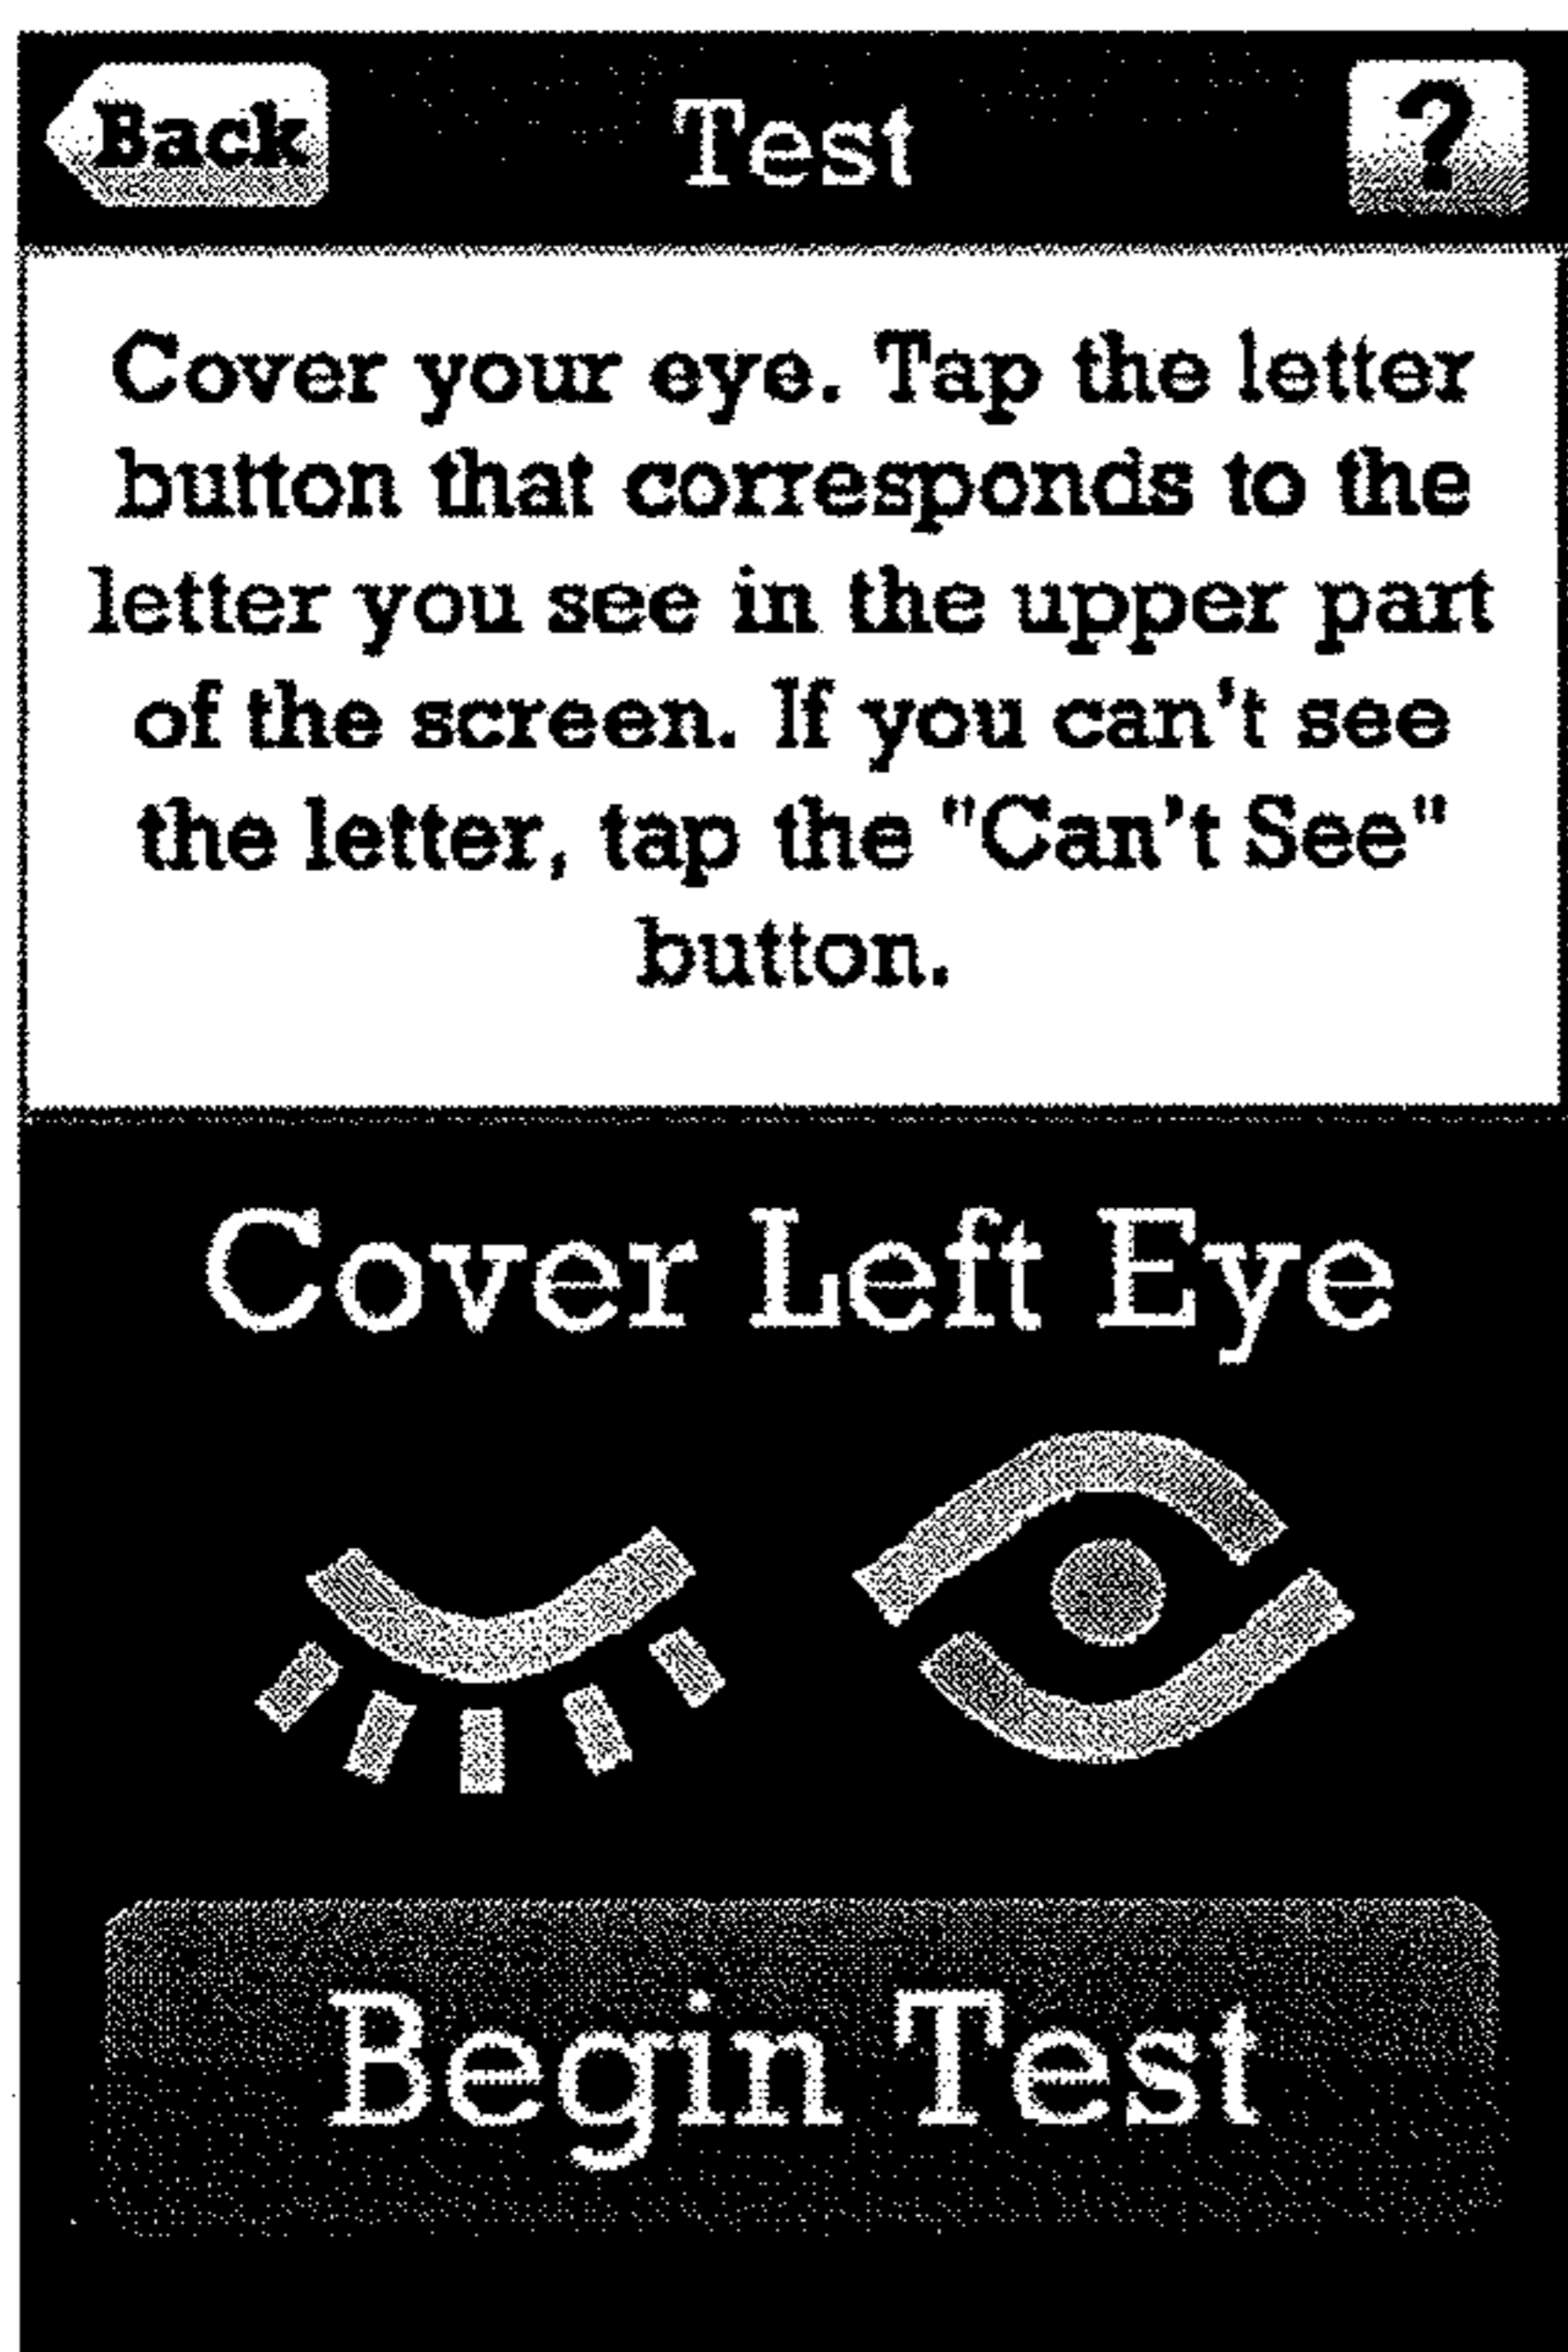 Back Test ?
Cover your eye. Tap the letter
button that corresponds to the
letter you see in the upper part
of the screen. If you can't see
the letter, tap the "Can't See"
button.
Cover Left Eye
Begin Test